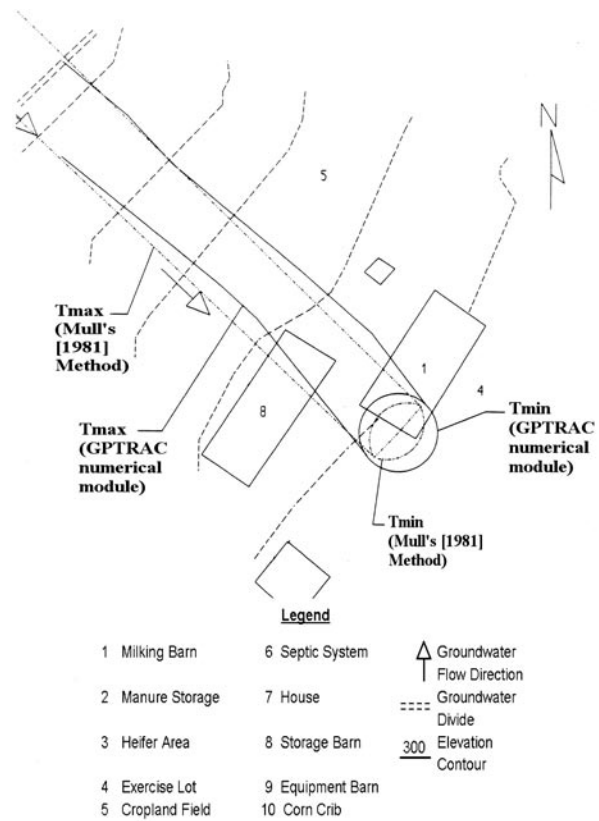 N
5
Tmax
(Mull's
[1981]
Method)
1
4
Tmin
(GPTRAC
numerical
module)
Tmax
(GPTRAC
numerical
module)
8
Tmin
(Mull's [1981]
Method)
Legend
1 Milking Barn
2 Manure Storage
3 Heifer Area
4 Exercise Lot
5 Cropland Field
6 Septic System
7 House
8 Storage Barn
9 Equipment Barn
10 Corn Crib
Groundwater
Flow Direction
Groundwater
Divide
300 Elevation
Contour